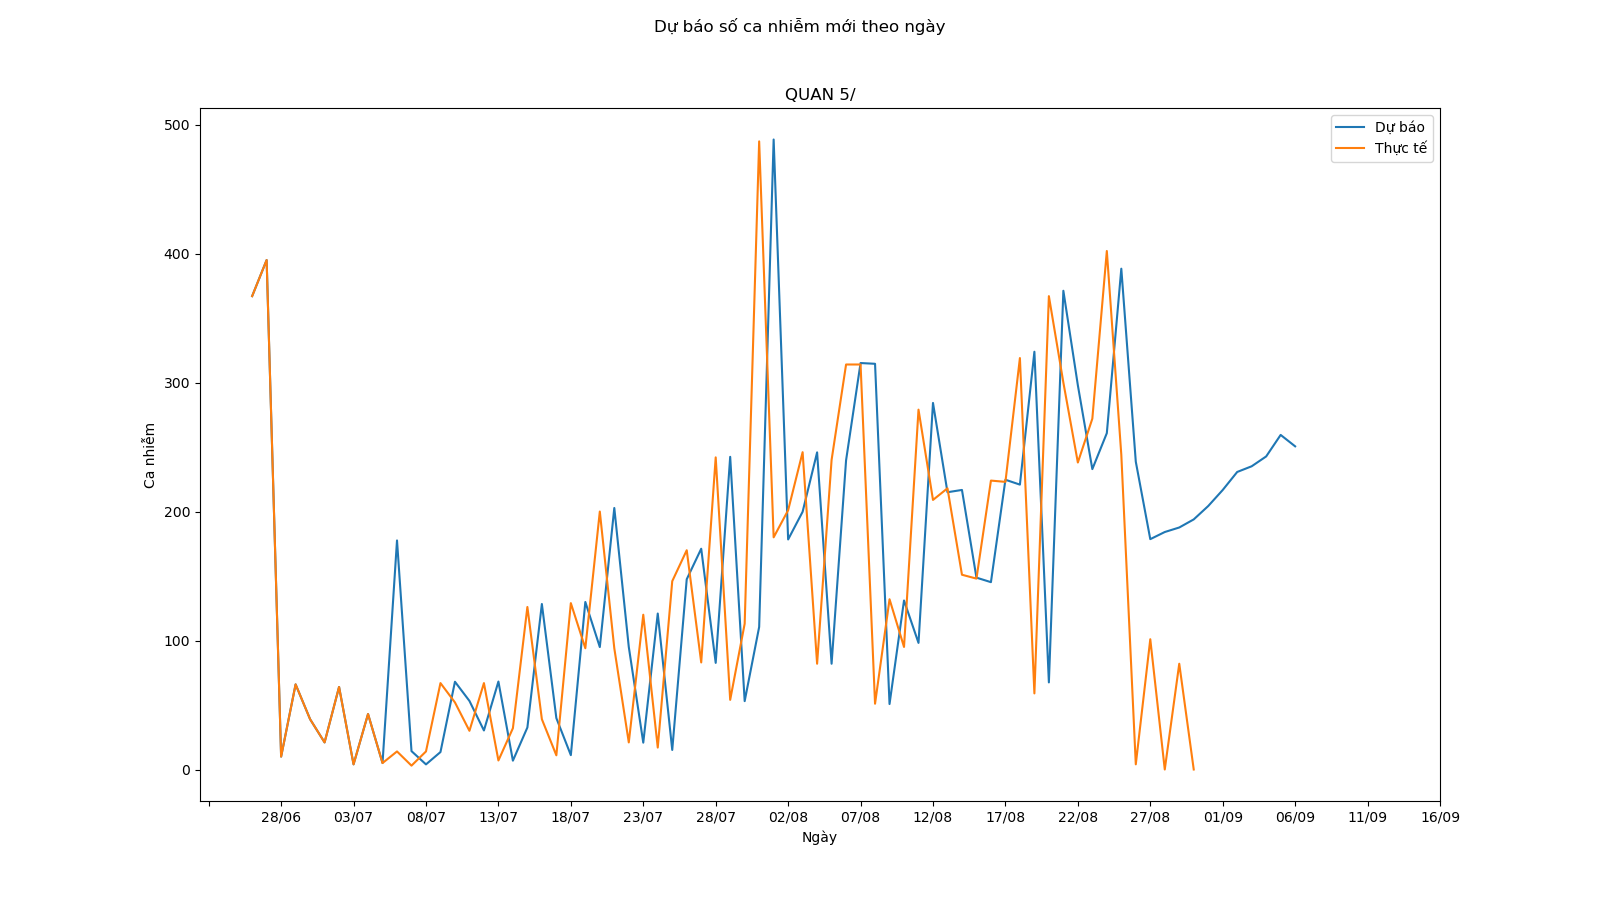 Dự báo số ca nhiễm mới theo ngày
QUAN 5/
Dự báo
Thực tế
500
400
300
200
100
0
Ca nhiễm
28/06 03/07 08/07 13/07 18/07 23/07 28/07 02/08 07/08 12/08 17/08 22/08 27/08 01/09 06/09 11/09 16/09
Ngày